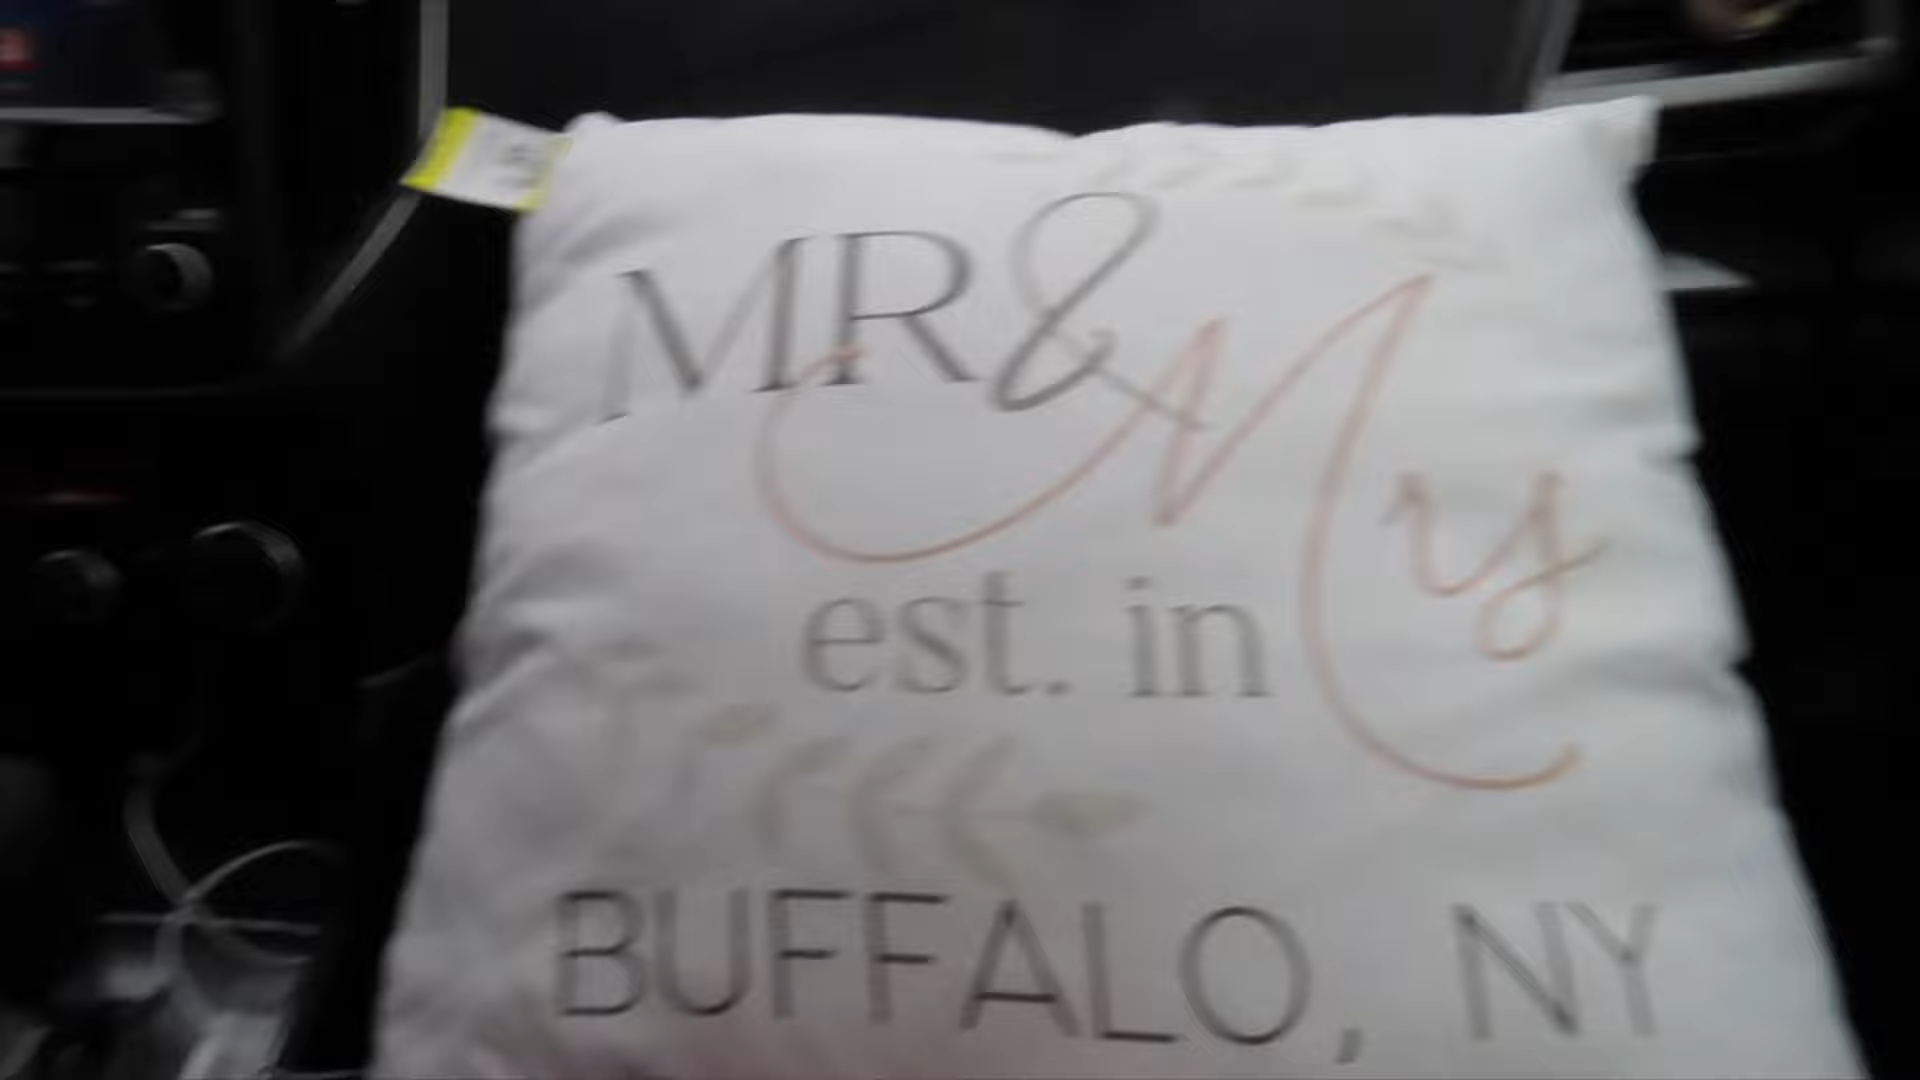 MR & Mrs
est. in
BUFFALO, NY